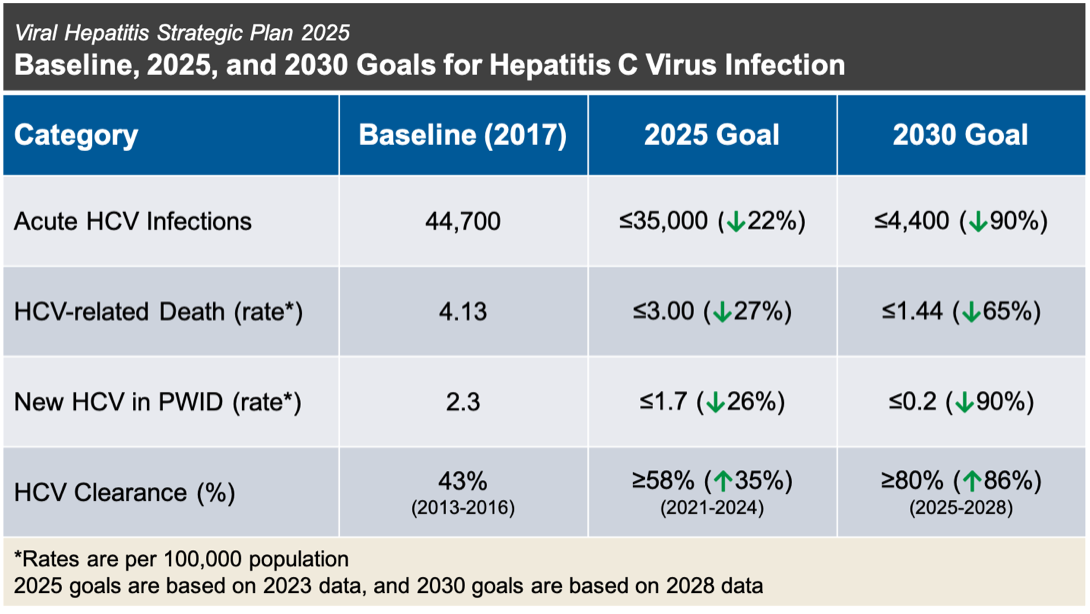 Viral Hepatitis Strategic Plan 2025
Baseline, 2025, and 2030 Goals for Hepatitis C Virus Infection
Category Baseline (2017) 2025 Goal 2030 Goal
Acute HCV Infections 44,700 ≤35,000 (↓22%) ≤4,400 (↓90%)
HCV-related Death (rate*) 4.13 ≤3.00 (↓27%) ≤1.44 (↓65%)
New HCV in PWID (rate*) 2.3 ≤1.7 (↓26%) ≤0.2 (↓90%)
HCV Clearance (%) 43% ≥58% (↑35%) ≥80% (↑86%)
(2013-2016) (2021-2024) (2025-2028)
*Rates are per 100,000 population
2025 goals are based on 2023 data, and 2030 goals are based on 2028 data